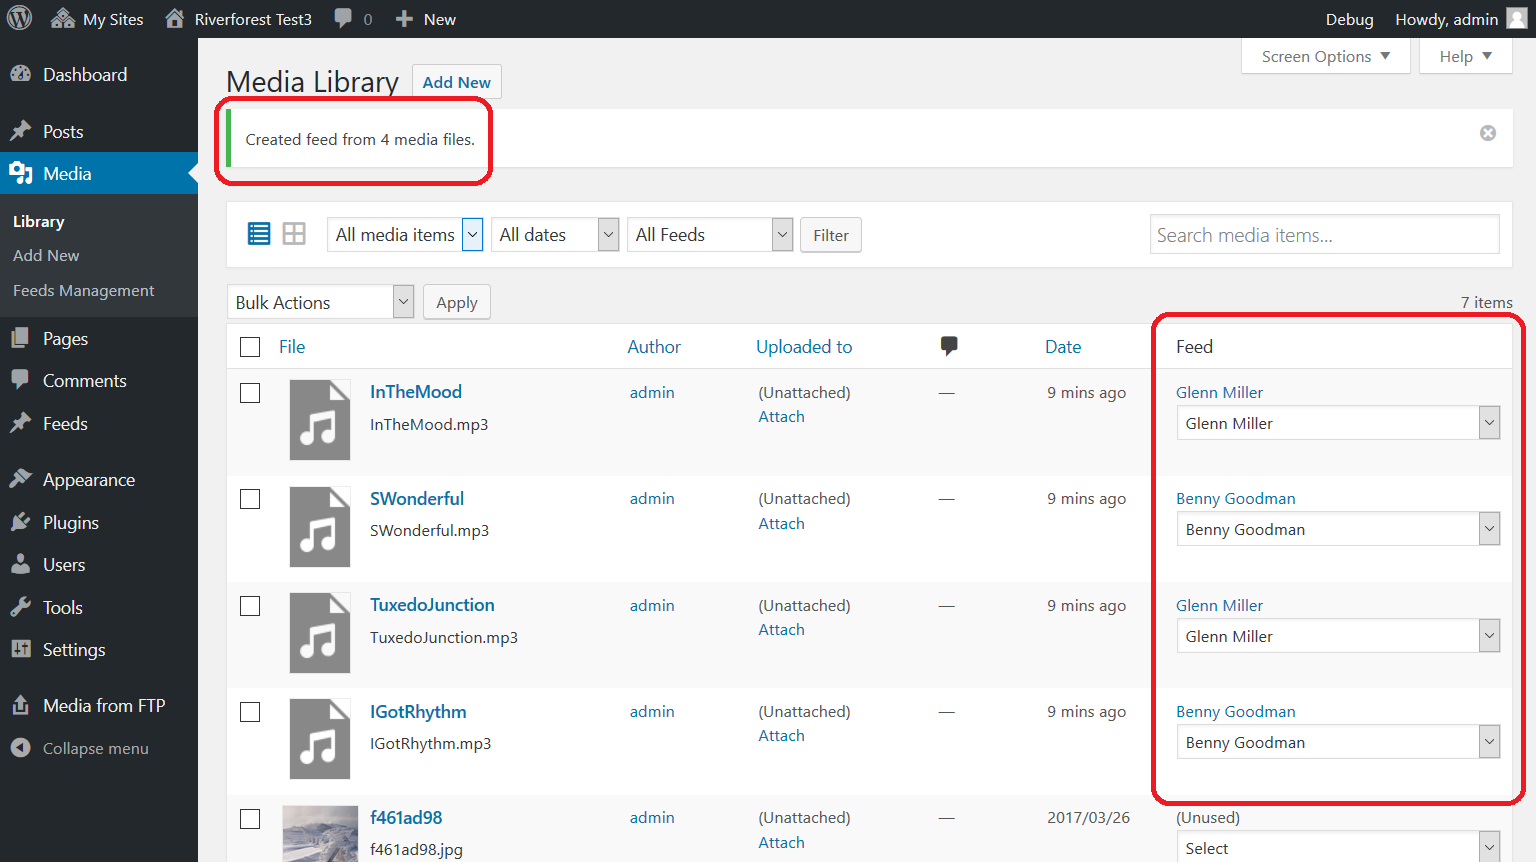 My Sites Riverforest Test3 0 New Debug Howdy, admin
Dashboard
Posts
Media
Library
Add New
Feeds Management
Pages
Comments
Feeds
Appearance
Plugins
Users
Tools
Settings
Media from FTP
Collapse menu
Screen Options Help
Media Library Add New
Created feed from 4 media files.
All media items All dates All Feeds Filter Search media items...
Bulk Actions Apply 7 items
File Author Uploaded to Date Feed
InTheMood admin (Unattached) — 9 mins ago Glenn Miller
InTheMood.mp3 Attach Glenn Miller
SWonderful admin (Unattached) — 9 mins ago Benny Goodman
SWonderful.mp3 Attach Benny Goodman
TuxedoJunction admin (Unattached) — 9 mins ago Glenn Miller
TuxedoJunction.mp3 Attach Glenn Miller
IGotRhythm admin (Unattached) — 9 mins ago Benny Goodman
IGotRhythm.mp3 Attach Benny Goodman
f461ad98 admin (Unattached) — 2017/03/26 (Unused)
f461ad98.jpg Attach Select